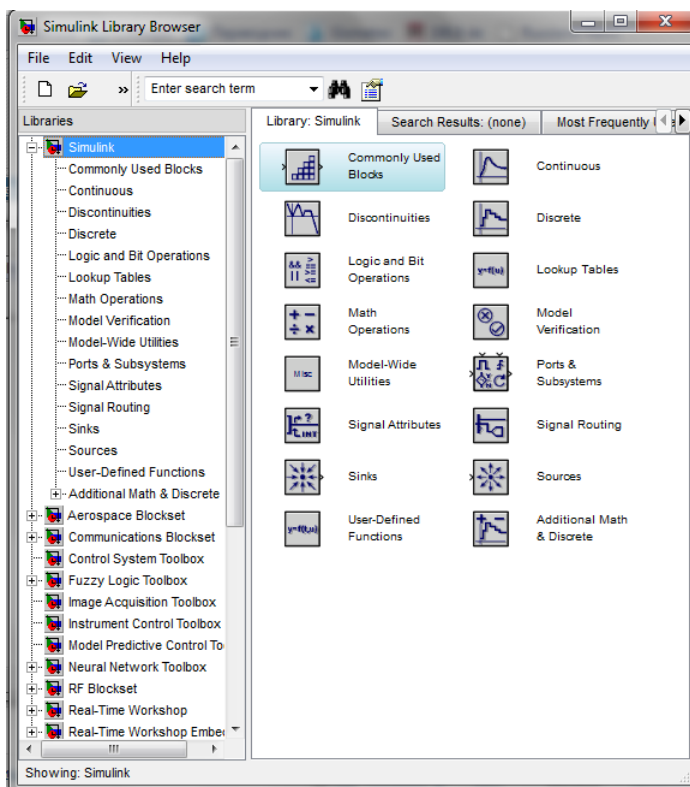 Simulink Library Browser
File Edit View Help
» Enter search term
Libraries
Library: Simulink Search Results: (none) Most Frequently
Simulink
Commonly Used Blocks
Continuous
Discontinuities
Discrete
Logic and Bit Operations
Lookup Tables
Math Operations
Model Verification
Model-Wide Utilities
Ports & Subsystems
Signal Attributes
Signal Routing
Sinks
Sources
User-Defined Functions
Additional Math & Discrete
Aerospace Blockset
Communications Blockset
Control System Toolbox
Fuzzy Logic Toolbox
Image Acquisition Toolbox
Instrument Control Toolbox
Model Predictive Control To
Neural Network Toolbox
RF Blockset
Real-Time Workshop
Real-Time Workshop Embe
Commonly Used
Blocks
Continuous
Discontinuities
Discrete
&& >
|| >=
<=
Logic and Bit
Operations
y=f(u)
Lookup Tables
+ −
÷ ×
Math
Operations
Model
Verification
Misc
Model-Wide
Utilities
Ports &
Subsystems
?
INT
Signal Attributes
Signal Routing
Sinks
Sources
y=f(t,u)
User-Defined
Functions
+ −
Additional Math
& Discrete
Showing: Simulink